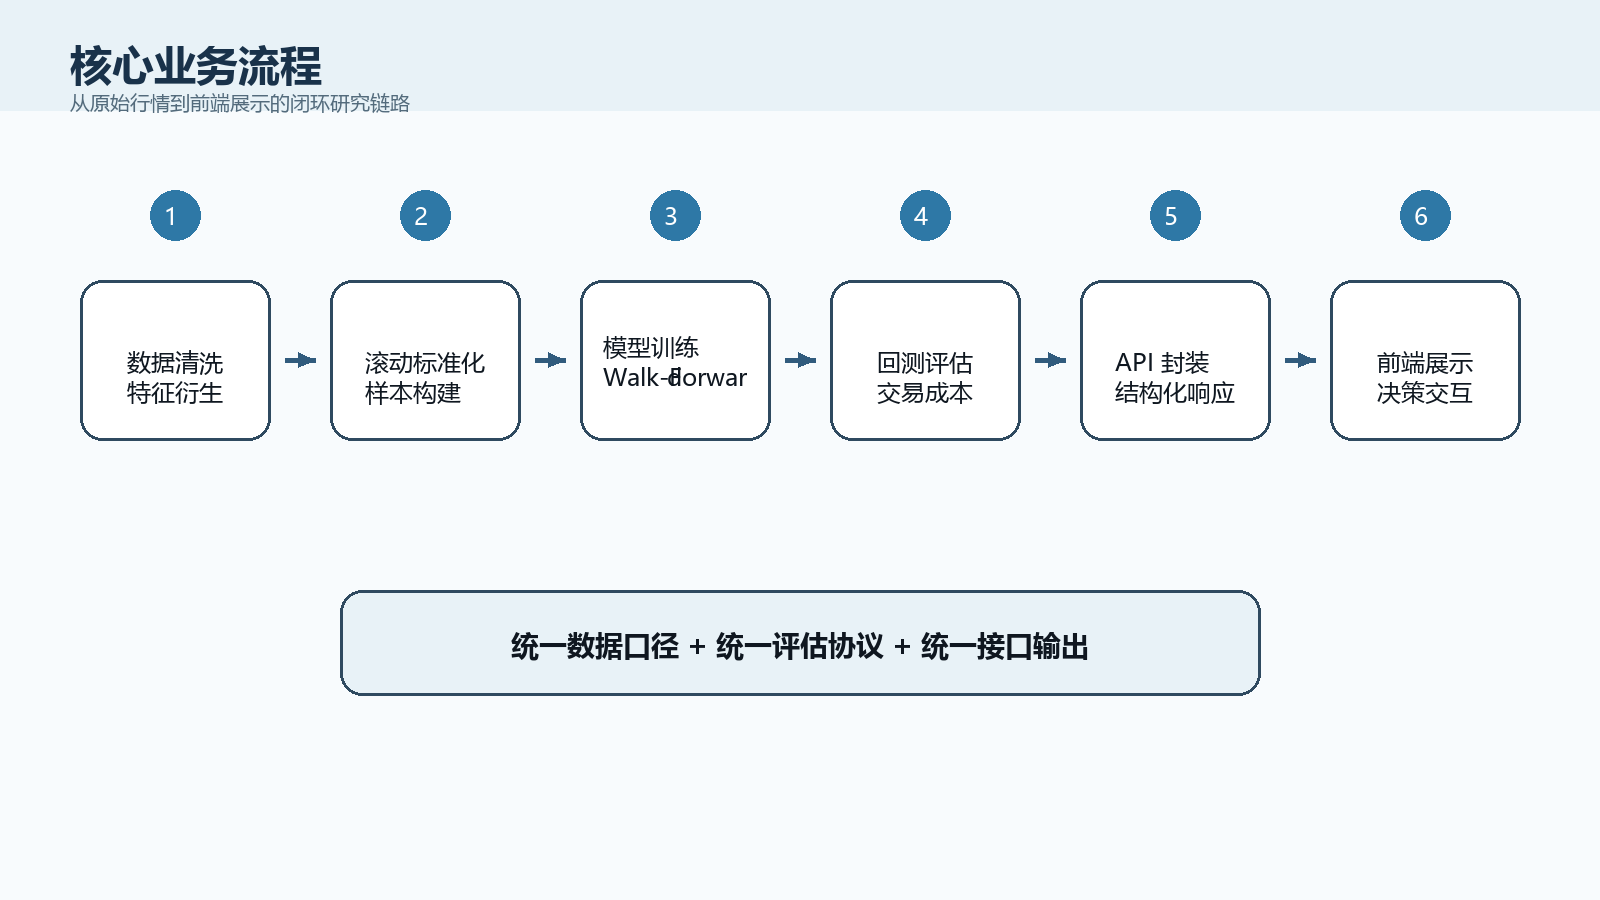 核心业务流程
从原始行情到前端展示的闭环研究链路
1
2
3
4
5
6
数据清洗
特征衍生
滚动标准化
样本构建
模型训练
Walk-Forwar
d
回测评估
交易成本
API 封装
结构化响应
前端展示
决策交互
统一数据口径 + 统一评估协议 + 统一接口输出